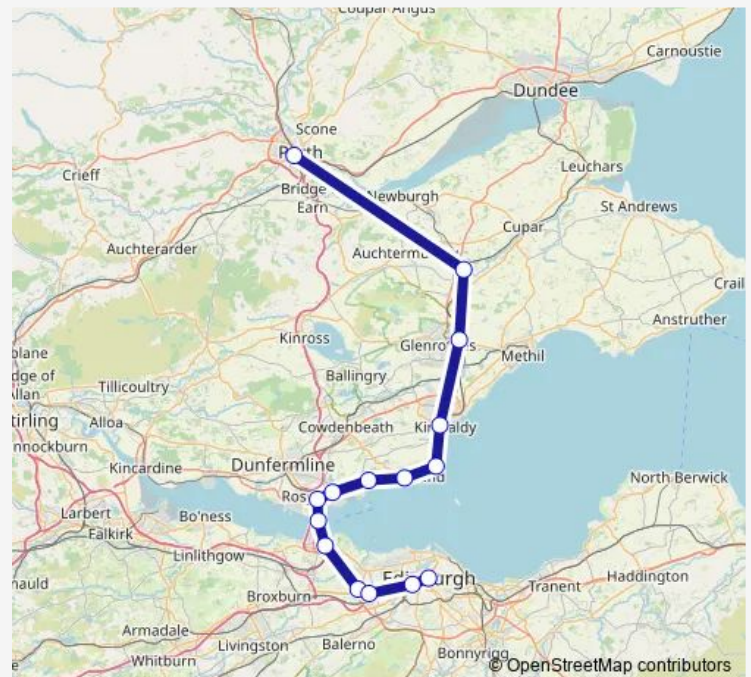 Coupar Angus
Carnoustie
Dundee
Scone
Perth
Crieff
Leuchars
Bridge
Earn
Newburgh
St Andrews
Cupar
Auchterarder
Crail
Kinross
Anstruther
Methil
Ballingry
Tillicoultry
Alloa
Cowdenbeath
Kincardine
Dunfermline
North Berwick
Larbert
Bo'ness
Falkirk
Linlithgow
Edinburgh
Haddington
Tranent
Broxburn
Armadale
Livingston
Balerno
Whitburn
Bonnyrigg
© OpenStreetMap contributors